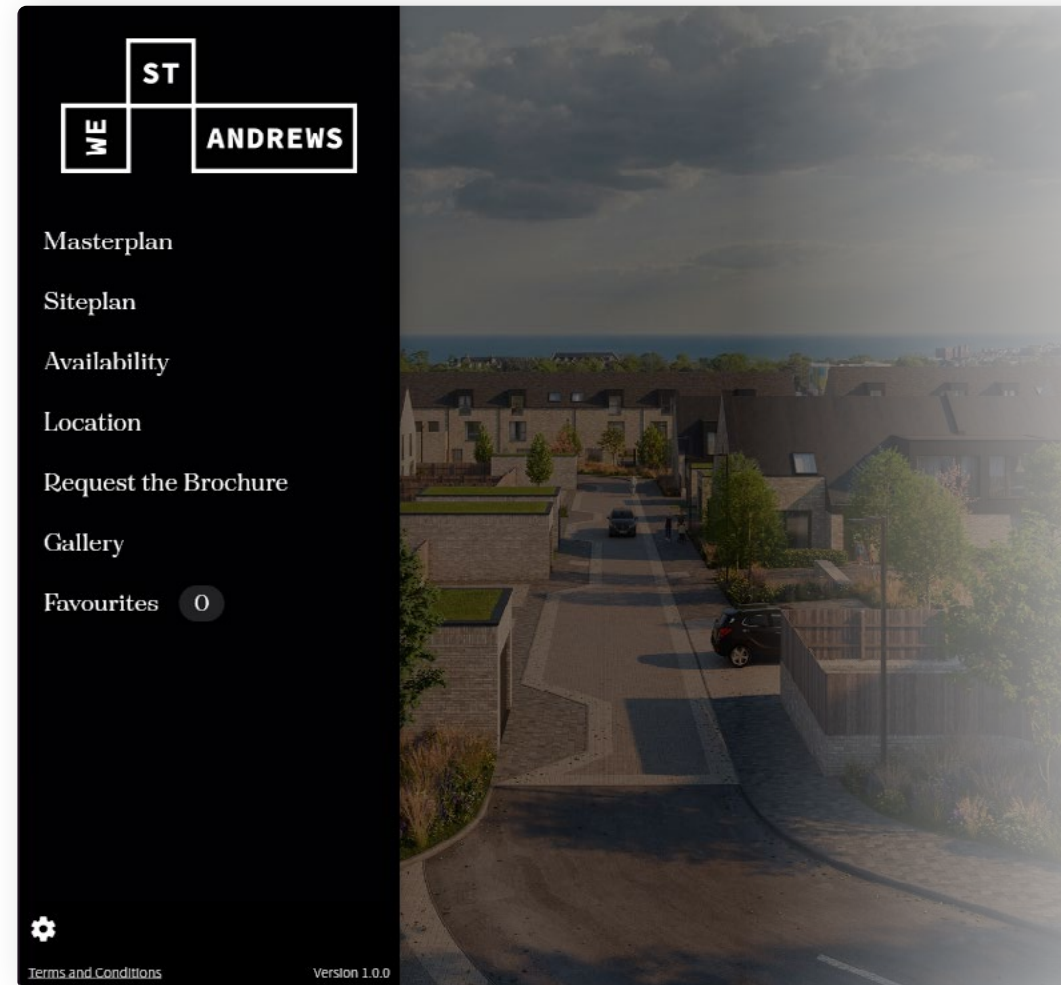 ST
WE
ANDREWS
Masterplan
Siteplan
Availability
Location
Request the Brochure
Gallery
Favourites 0
Terms and Conditions
Version 1.0.0